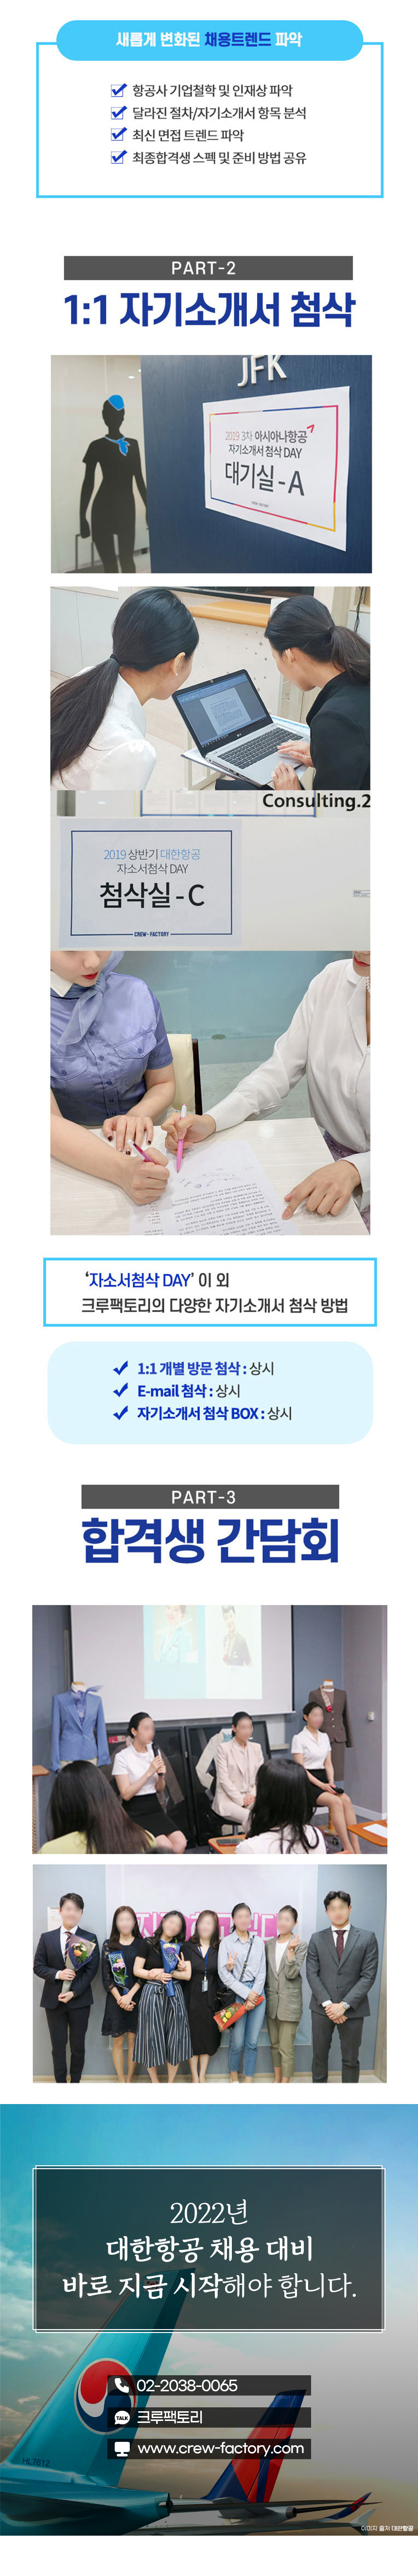 새롭게 변화된 채용트렌드 파악
항공사 기업철학 및 인재상 파악
달라진 절차/자기소개서 항목 분석
최신 면접 트렌드 파악
최종합격생 스펙 및 준비 방법 공유
PART-2
1:1 자기소개서 첨삭
JFK
2019 3차 아시아나항공
자기소개서 첨삭 DAY
대기실-A
CREW-FACTORY
Consulting.2
2019 상반기 대한항공
자소서첨삭 DAY
첨삭실-C
CREW-FACTORY
‘자소서첨삭 DAY’ 이 외
크루팩토리의 다양한 자기소개서 첨삭 방법
1:1 개별 방문 첨삭 : 상시
E-mail 첨삭 : 상시
자기소개서 첨삭 BOX : 상시
PART-3
합격생 간담회
2022년
대한항공 채용 대비
바로 지금 시작해야 합니다.
02-2038-0065
TALK 크루팩토리
www.crew-factory.com
HL7612
이미지 출처 대한항공